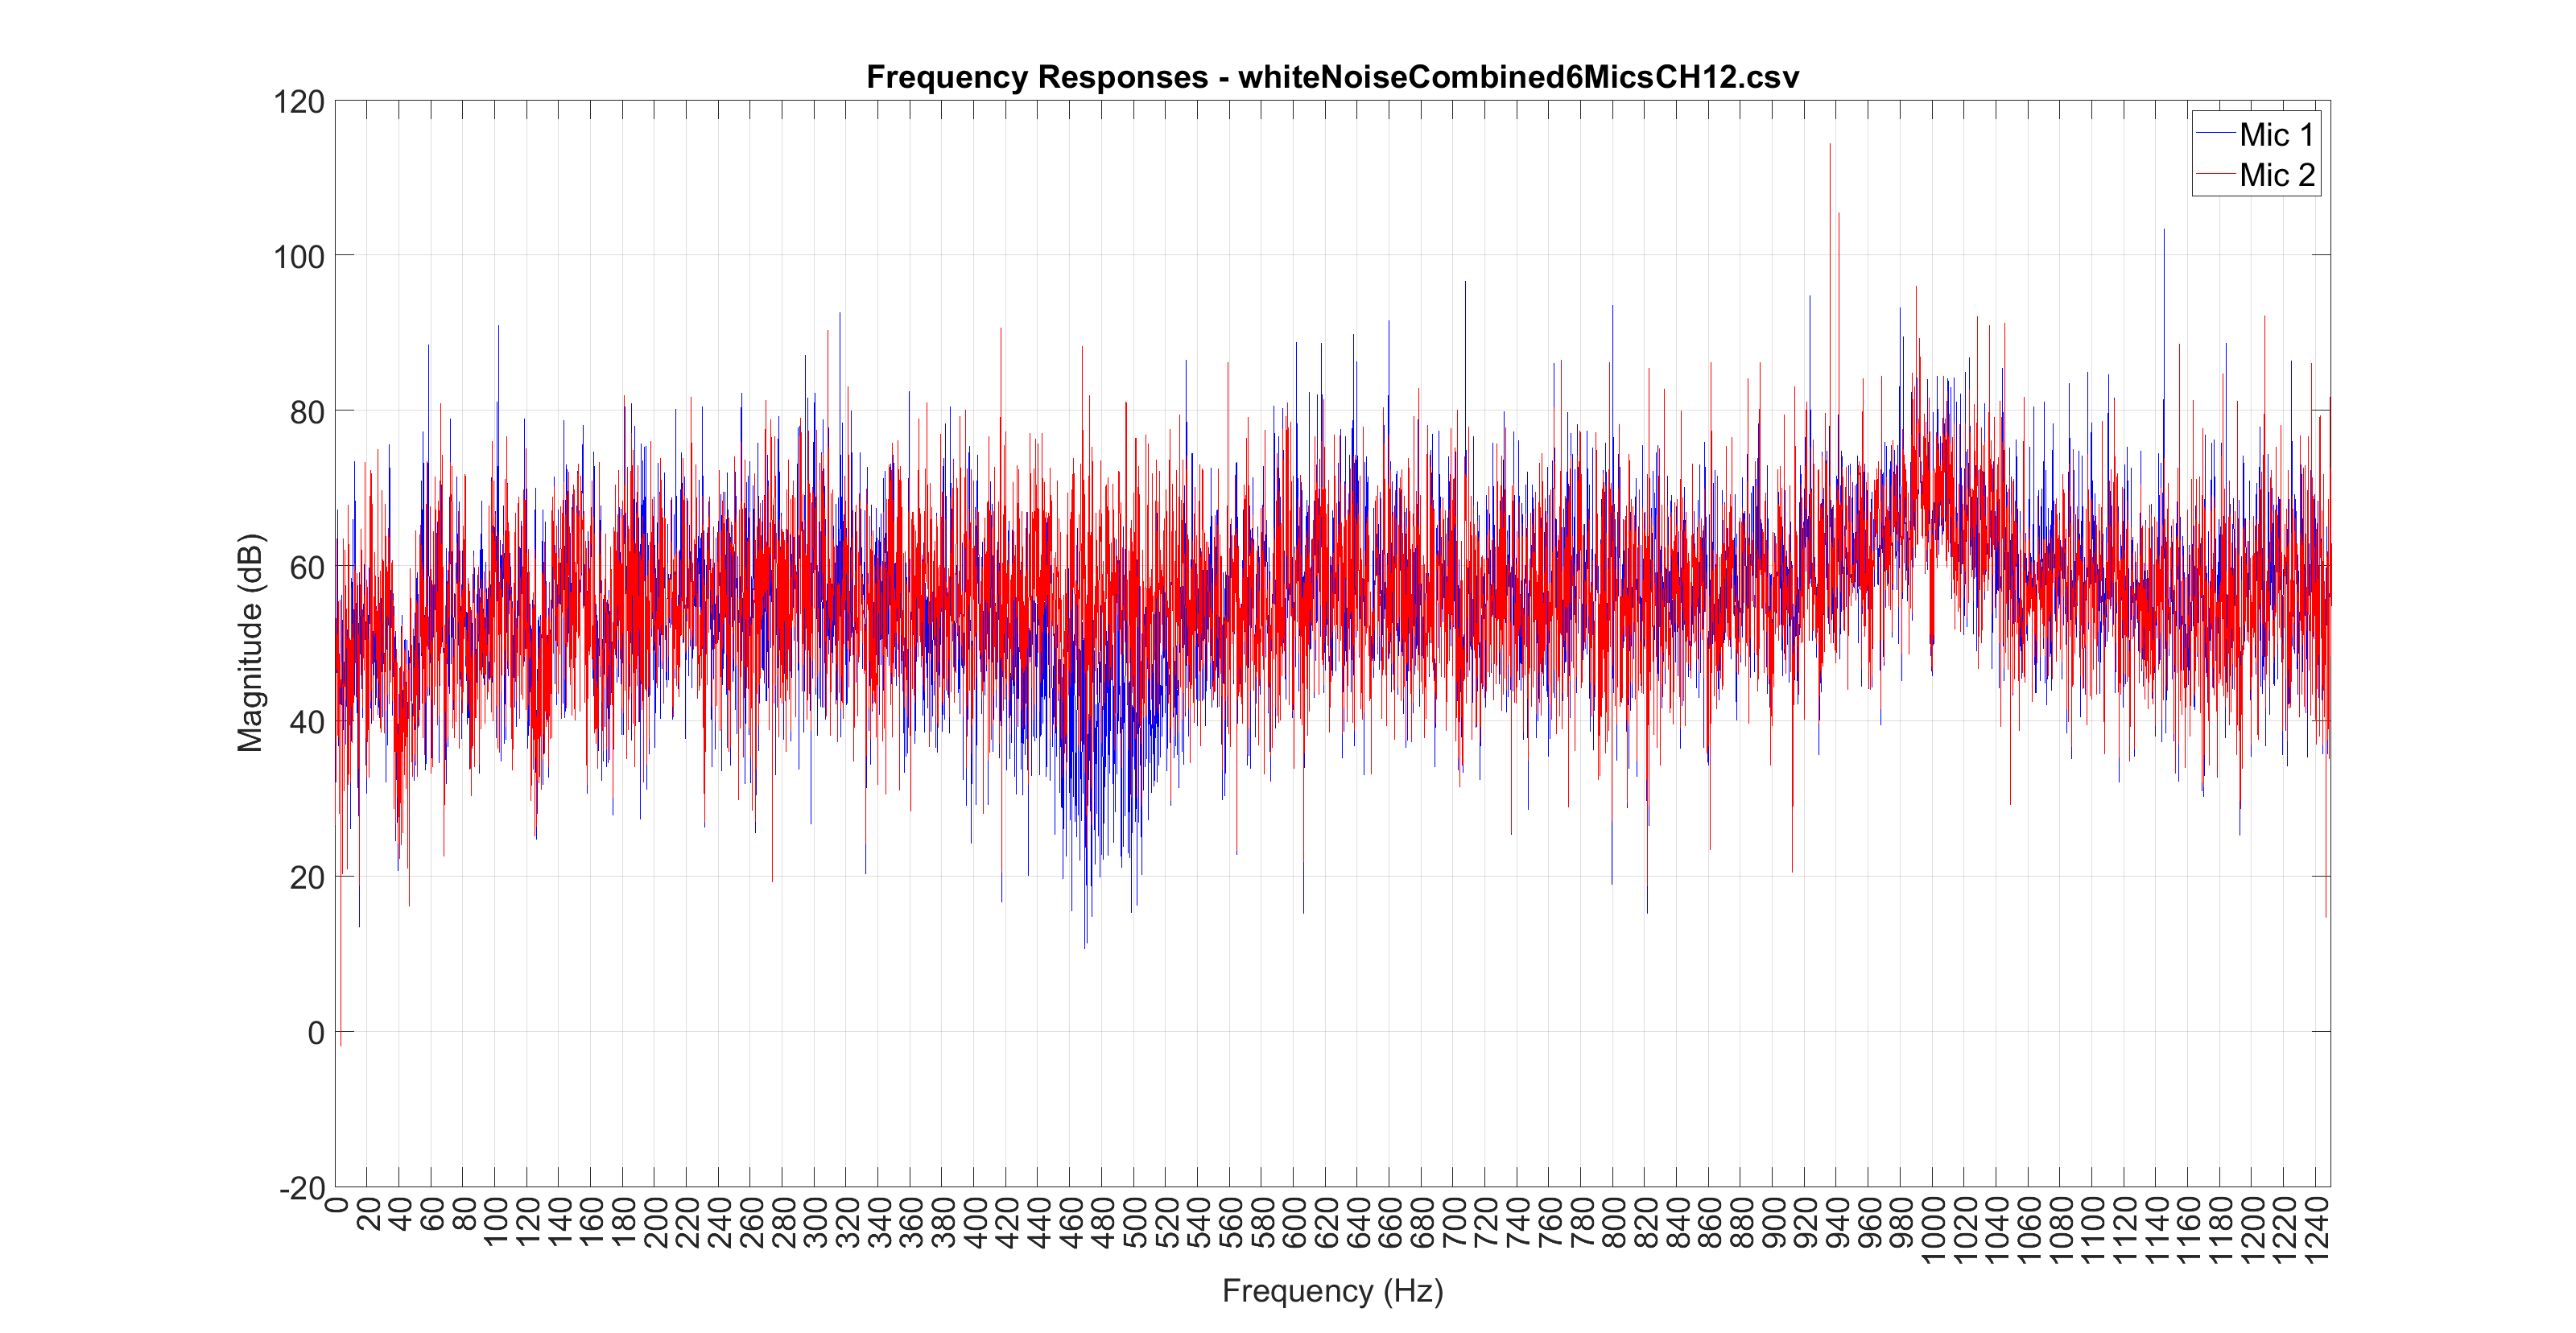 Frequency Responses - whiteNoiseCombined6MicsCH12.csv
Mic 1
Mic 2
120
100
80
60
40
20
0
-20
Magnitude (dB)
0 20 40 60 80 100 120 140 160 180 200 220 240 260 280 300 320 340 360 380 400 420 440 460 480 500 520 540 560 580 600 620 640 660 680 700 720 740 760 780 800 820 840 860 880 900 920 940 960 980 1000 1020 1040 1060 1080 1100 1120 1140 1160 1180 1200 1220 1240
Frequency (Hz)